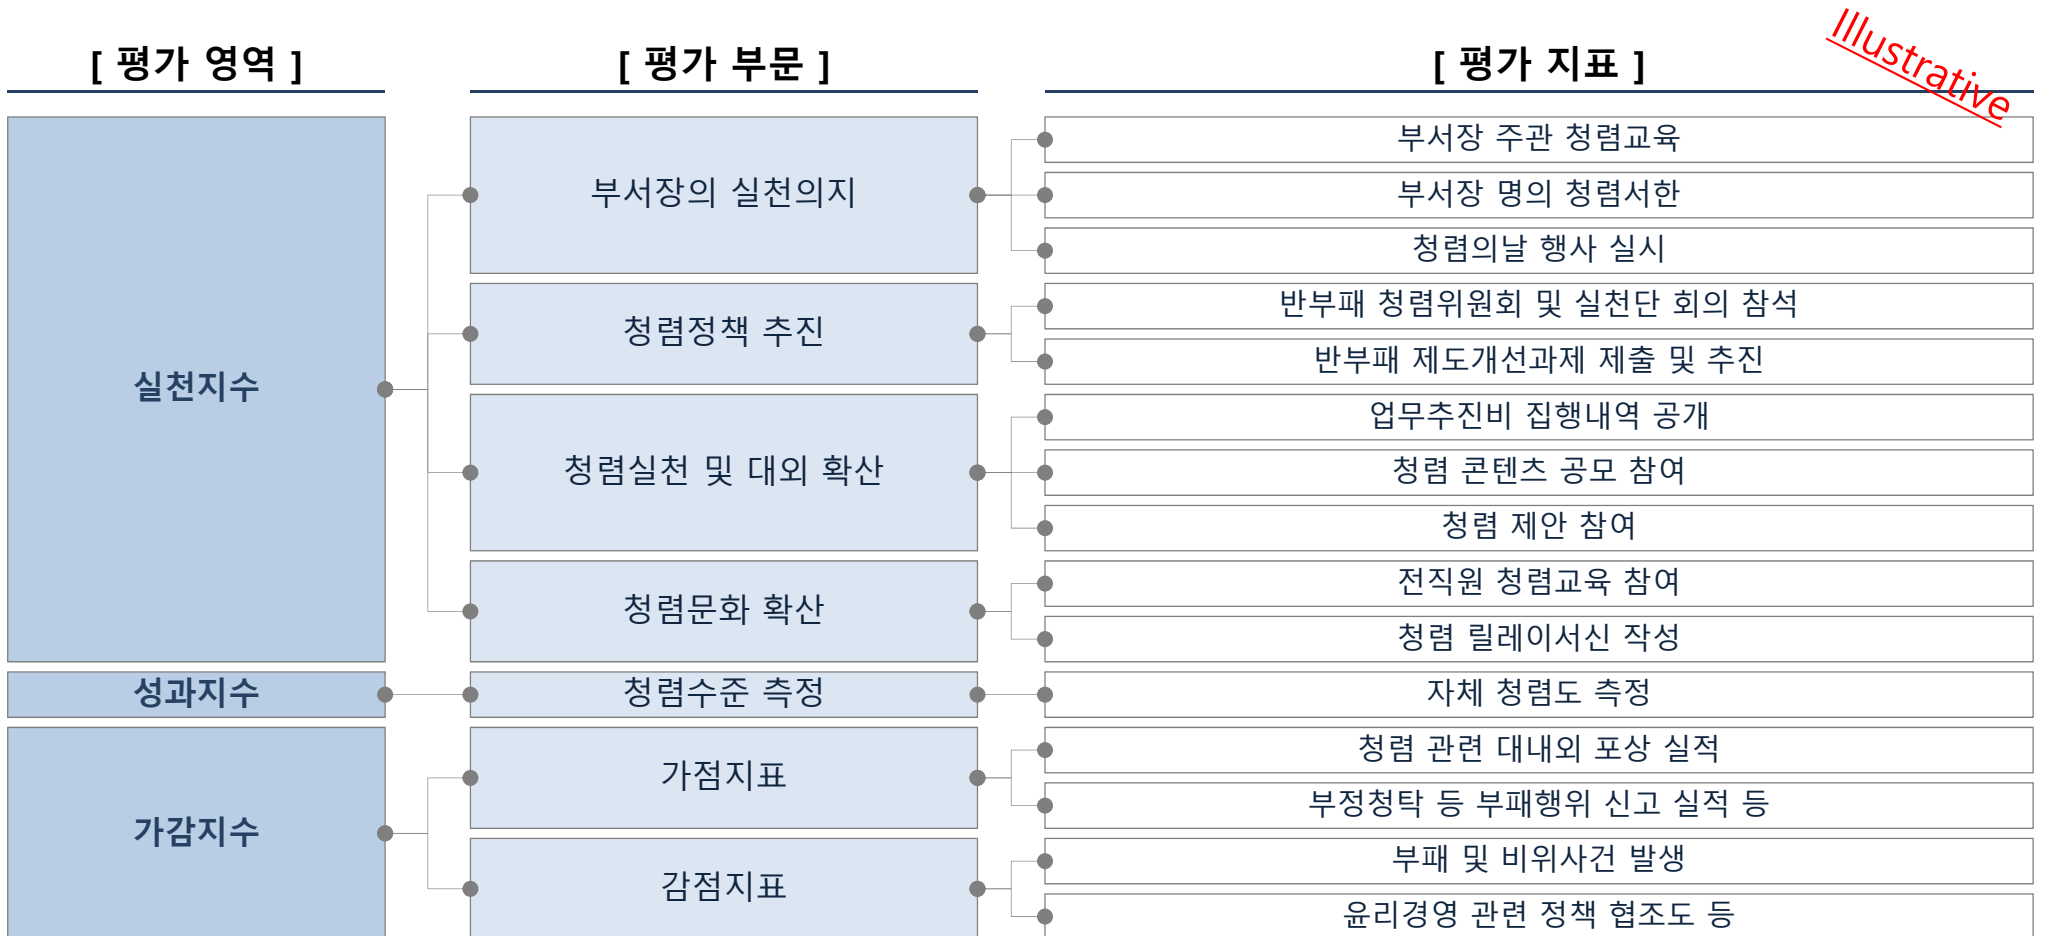 [ 평가 영역 ]
[ 평가 부문 ]
[ 평가 지표 ]
Illustrative
실천지수
부서장의 실천의지
부서장 주관 청렴교육
부서장 명의 청렴서한
청렴의날 행사 실시
청렴정책 추진
반부패 청렴위원회 및 실천단 회의 참석
반부패 제도개선과제 제출 및 추진
청렴실천 및 대외 확산
업무추진비 집행내역 공개
청렴 콘텐츠 공모 참여
청렴 제안 참여
청렴문화 확산
전직원 청렴교육 참여
청렴 릴레이서신 작성
성과지수
청렴수준 측정
자체 청렴도 측정
가감지수
가점지표
청렴 관련 대내외 포상 실적
부정청탁 등 부패행위 신고 실적 등
감점지표
부패 및 비위사건 발생
윤리경영 관련 정책 협조도 등